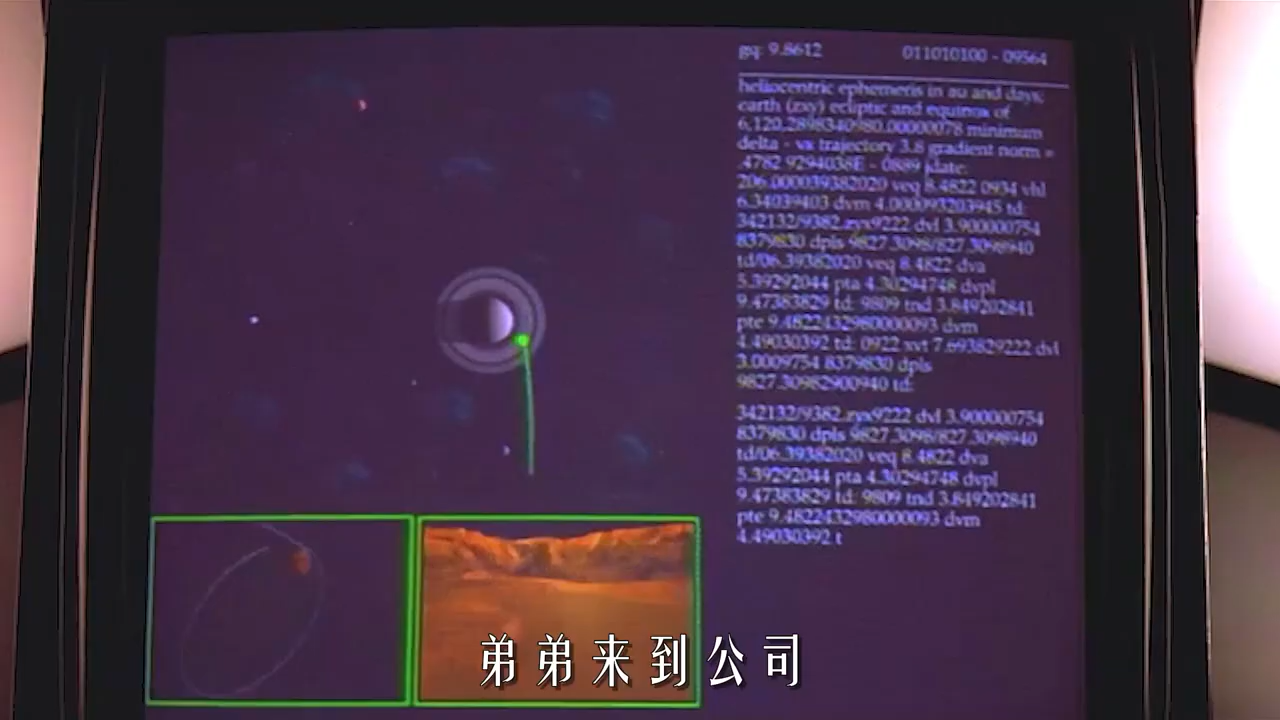 gq: 9.8612
011010100 - 09564
heliocentric ephemeris in au and days:
earth (zxy) ecliptic and equinox of
6,120.2898340980.00000078 minimum
delta - vx trajectory 3.8 gradient norm =
.4782 9294038E - 0889 jdate:
206.000039382020 veq 8.4822 0934 vhl
6.34039403 dvm 4.000093203945 td:
342132/9382.zyx9222 dvl 3.900000754
8379830 dpls 9827.3098/827.3098940
td/06.39382020 veq 8.4822 dva
5.39292044 pta 4.30294748 dvpl
9.47383829 td: 9809 tnd 3.849202841
pte 9.4822432980000093 dvm
4.49030392 td: 0922 xvt 7.693829222 dvl
3.0009754 8379830 dpls
9827.30982900940 td:
342132/9382.zyx9222 dvl 3.900000754
8379830 dpls 9827.3098/827.3098940
td/06.39382020 veq 8.4822 dva
5.39292044 pta 4.30294748 dvpl
9.47383829 td: 9809 tnd 3.849202841
pte 9.4822432980000093 dvm
4.49030392.t
弟弟来到公司